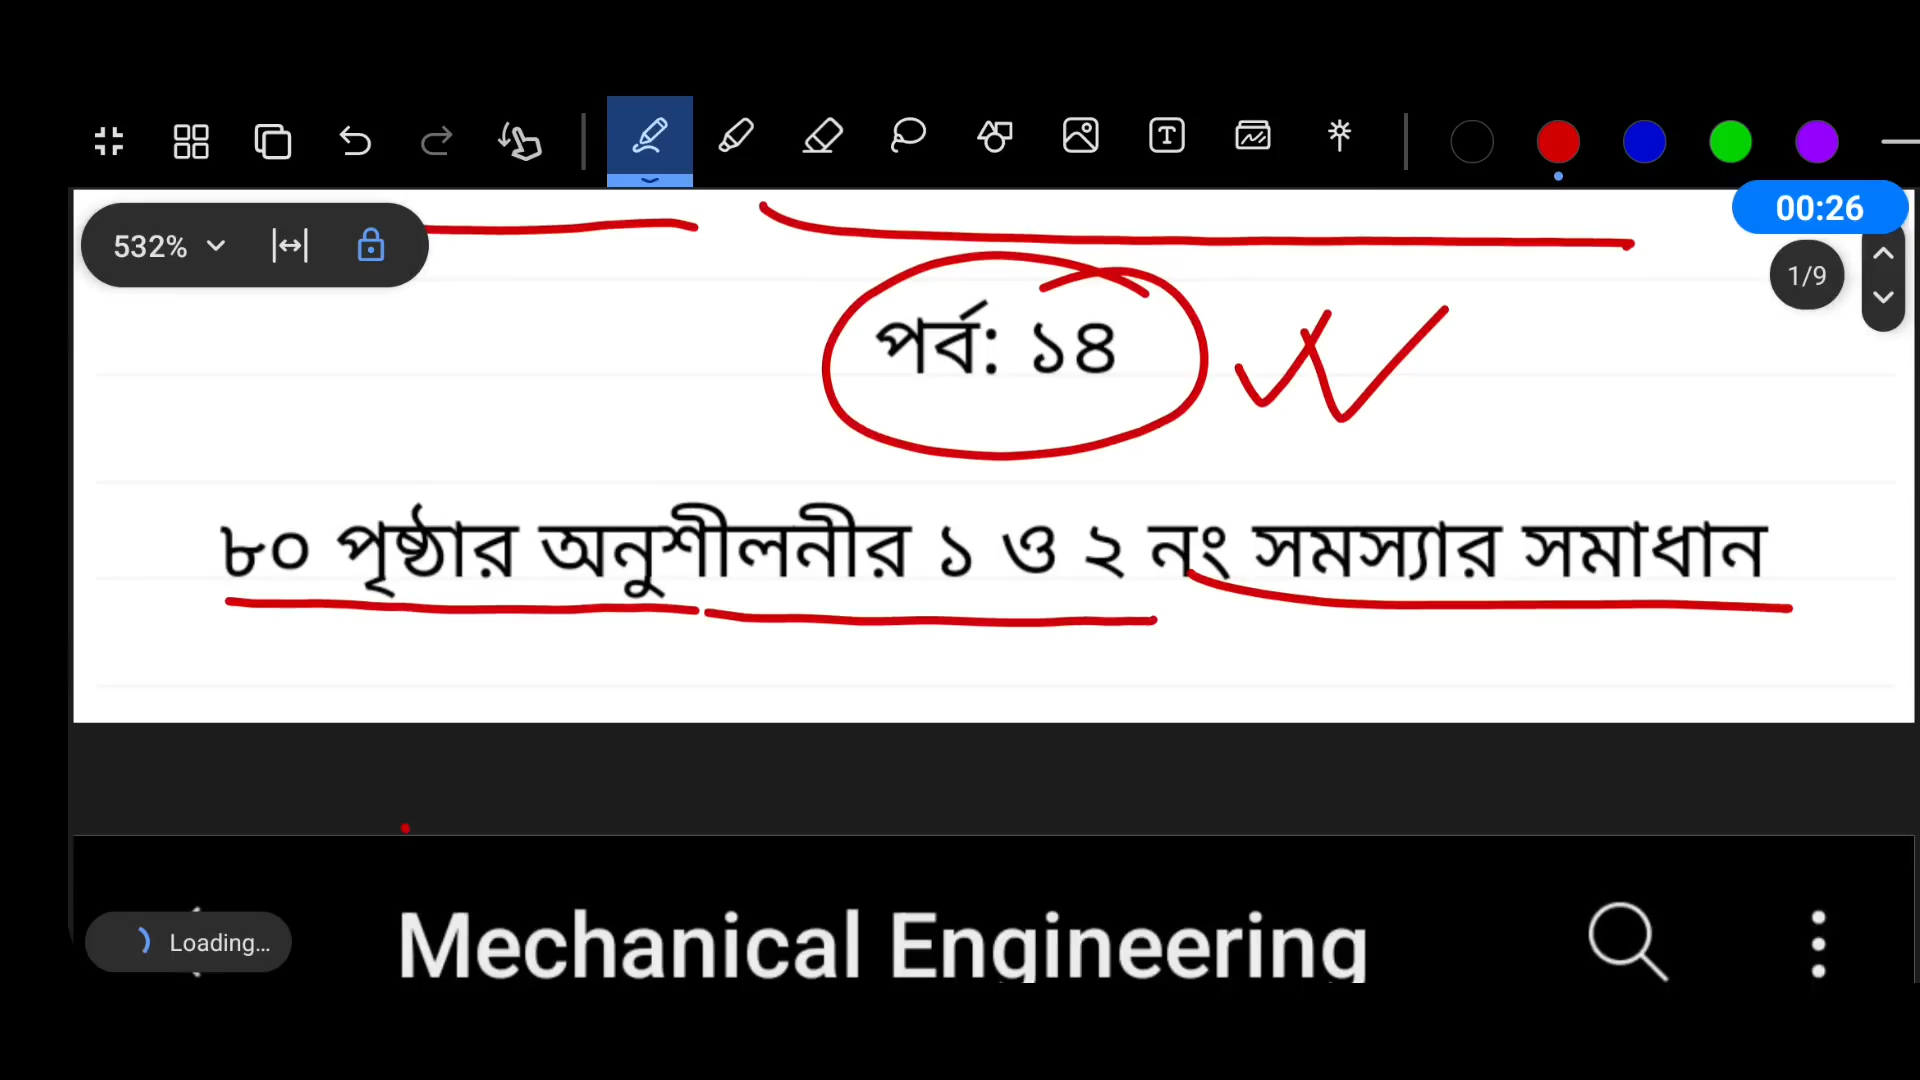 532%
00:26
1/9
পর্ব: ১৪
৮০ পৃষ্ঠার অনুশীলনীর ১ ও ২ নং সমস্যার সমাধান
Loading...
Mechanical Engineering